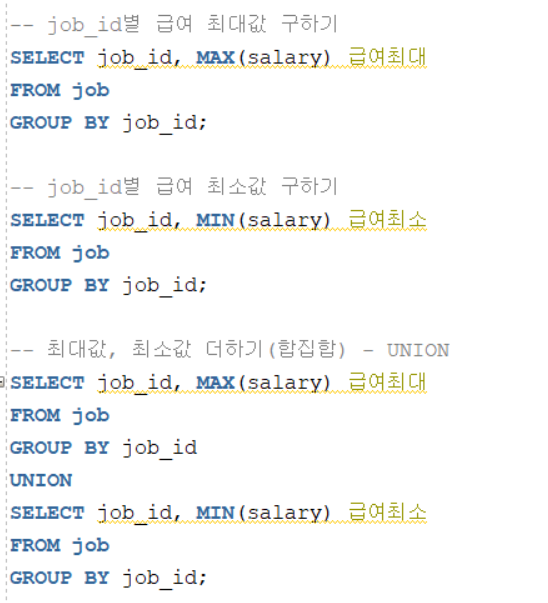 -- job_id별 급여 최대값 구하기
SELECT job_id, MAX(salary) 급여최대
FROM job
GROUP BY job_id;
-- job_id별 급여 최소값 구하기
SELECT job_id, MIN(salary) 급여최소
FROM job
GROUP BY job_id;
-- 최대값, 최소값 더하기(합집합) - UNION
SELECT job_id, MAX(salary) 급여최대
FROM job
GROUP BY job_id
UNION
SELECT job_id, MIN(salary) 급여최소
FROM job
GROUP BY job_id;